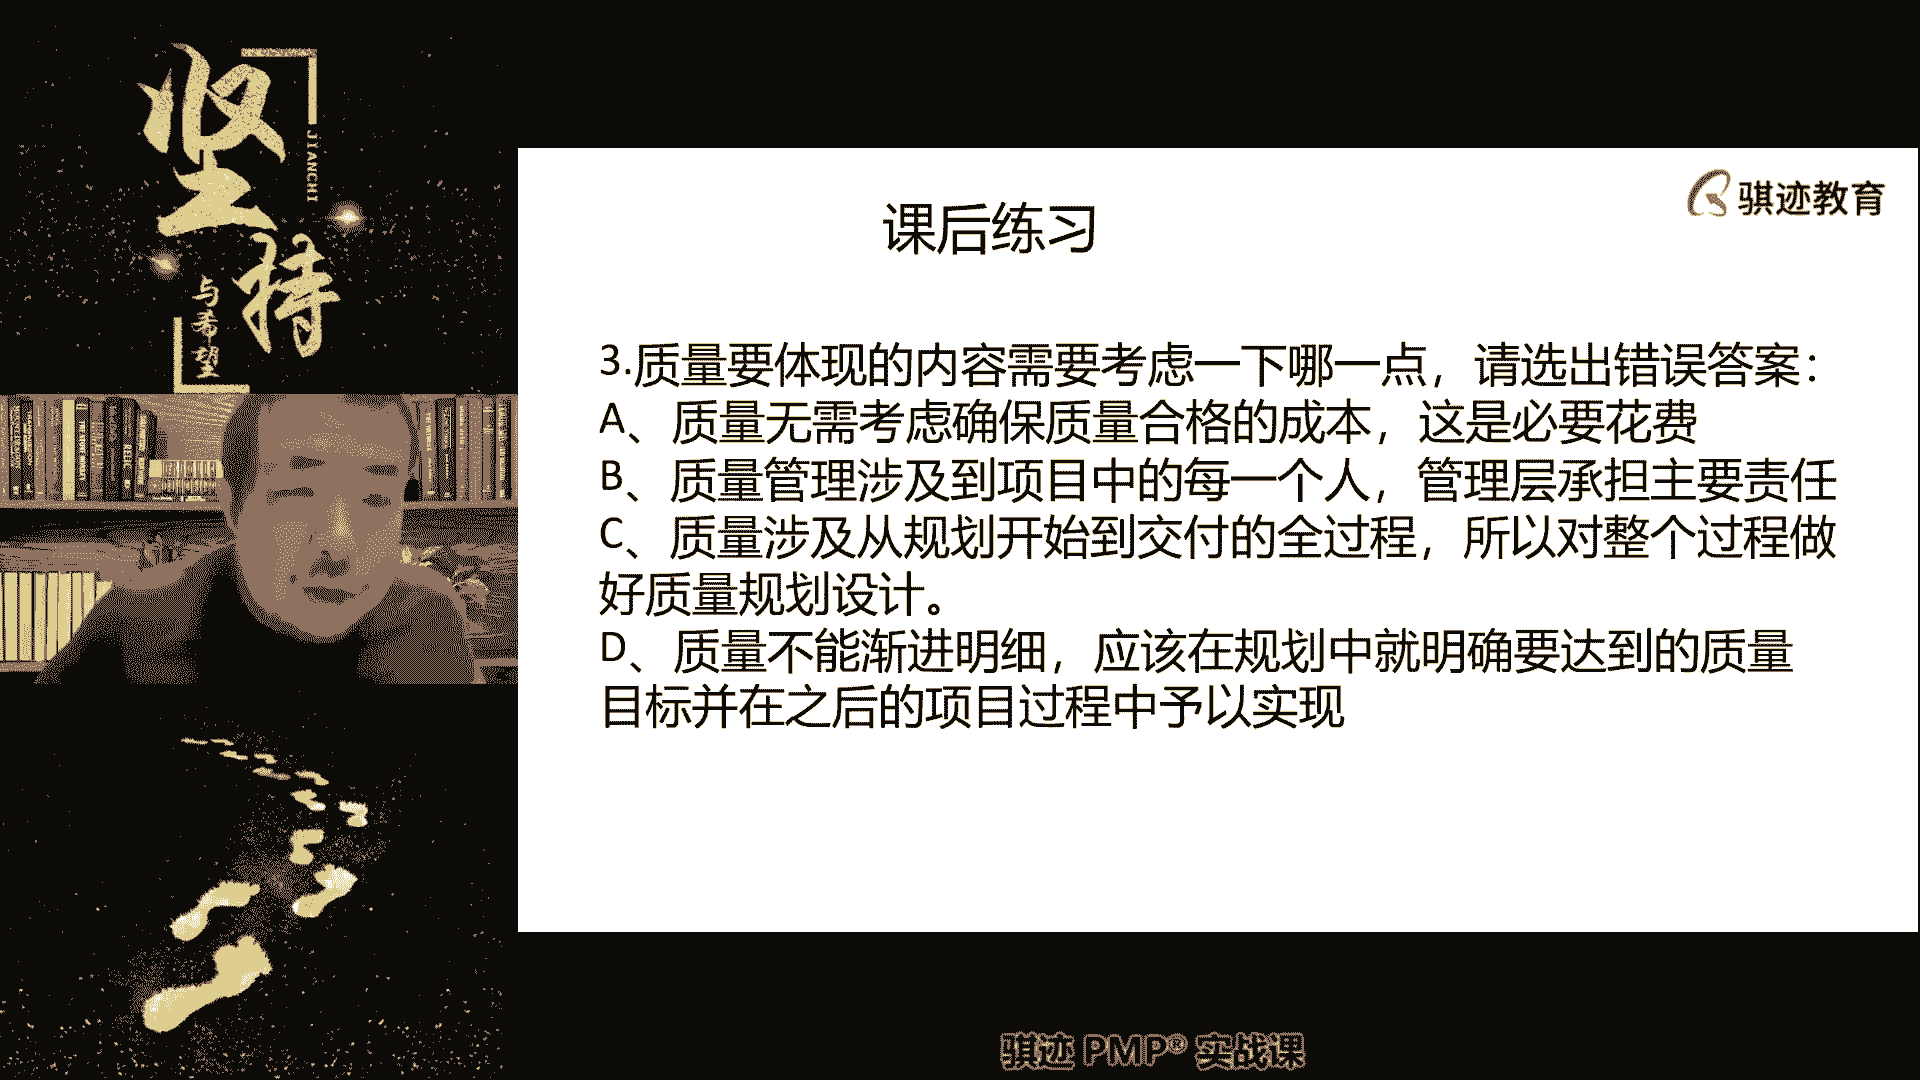 坚持
JIANCHI
与希望
骐迹教育
课后练习
3.质量要体现的内容需要考虑一下哪一点，请选出错误答案：
A、质量无需考虑确保质量合格的成本，这是必要花费
B、质量管理涉及到项目中的每一个人，管理层承担主要责任
C、质量涉及从规划开始到交付的全过程，所以对整个过程做
好质量规划设计。
D、质量不能渐进明细，应该在规划中就明确要达到的质量
目标并在之后的项目过程中予以实现
骐迹 PMP® 实战课